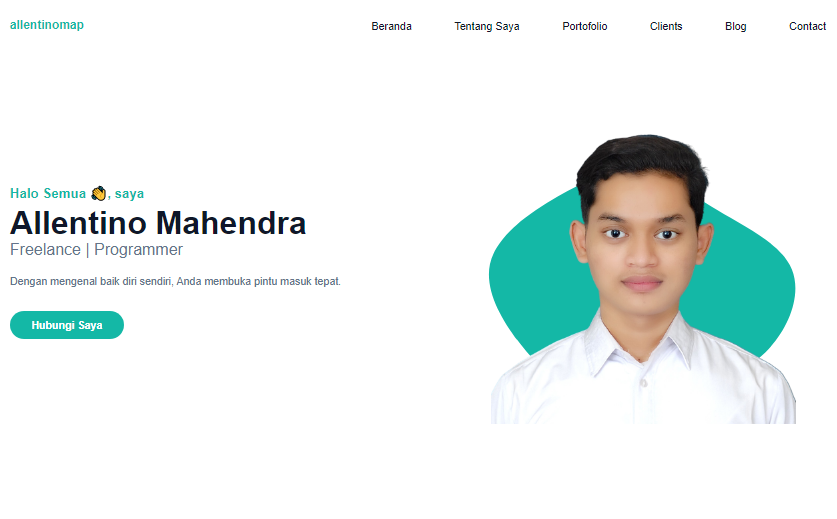 allentinomap
Beranda Tentang Saya Portofolio Clients Blog Contact
Halo Semua 👋, saya
Allentino Mahendra
Freelance | Programmer
Dengan mengenal baik diri sendiri, Anda membuka pintu masuk tepat.
Hubungi Saya